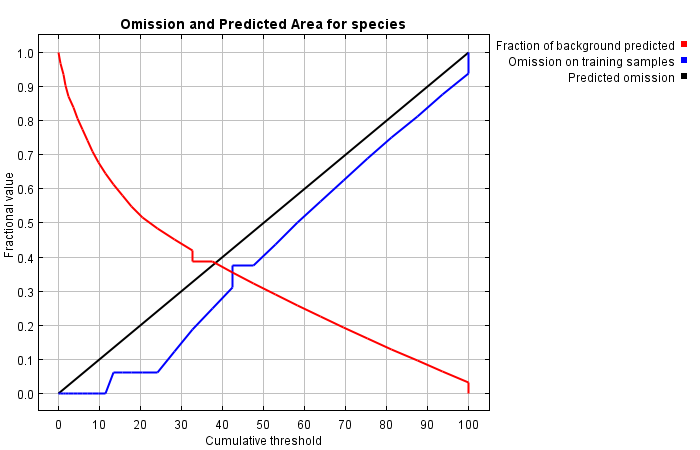 Omission and Predicted Area for species
Fraction of background predicted
Omission on training samples
Predicted omission
Fractional value
1.0
0.9
0.8
0.7
0.6
0.5
0.4
0.3
0.2
0.1
0.0
0 10 20 30 40 50 60 70 80 90 100
Cumulative threshold